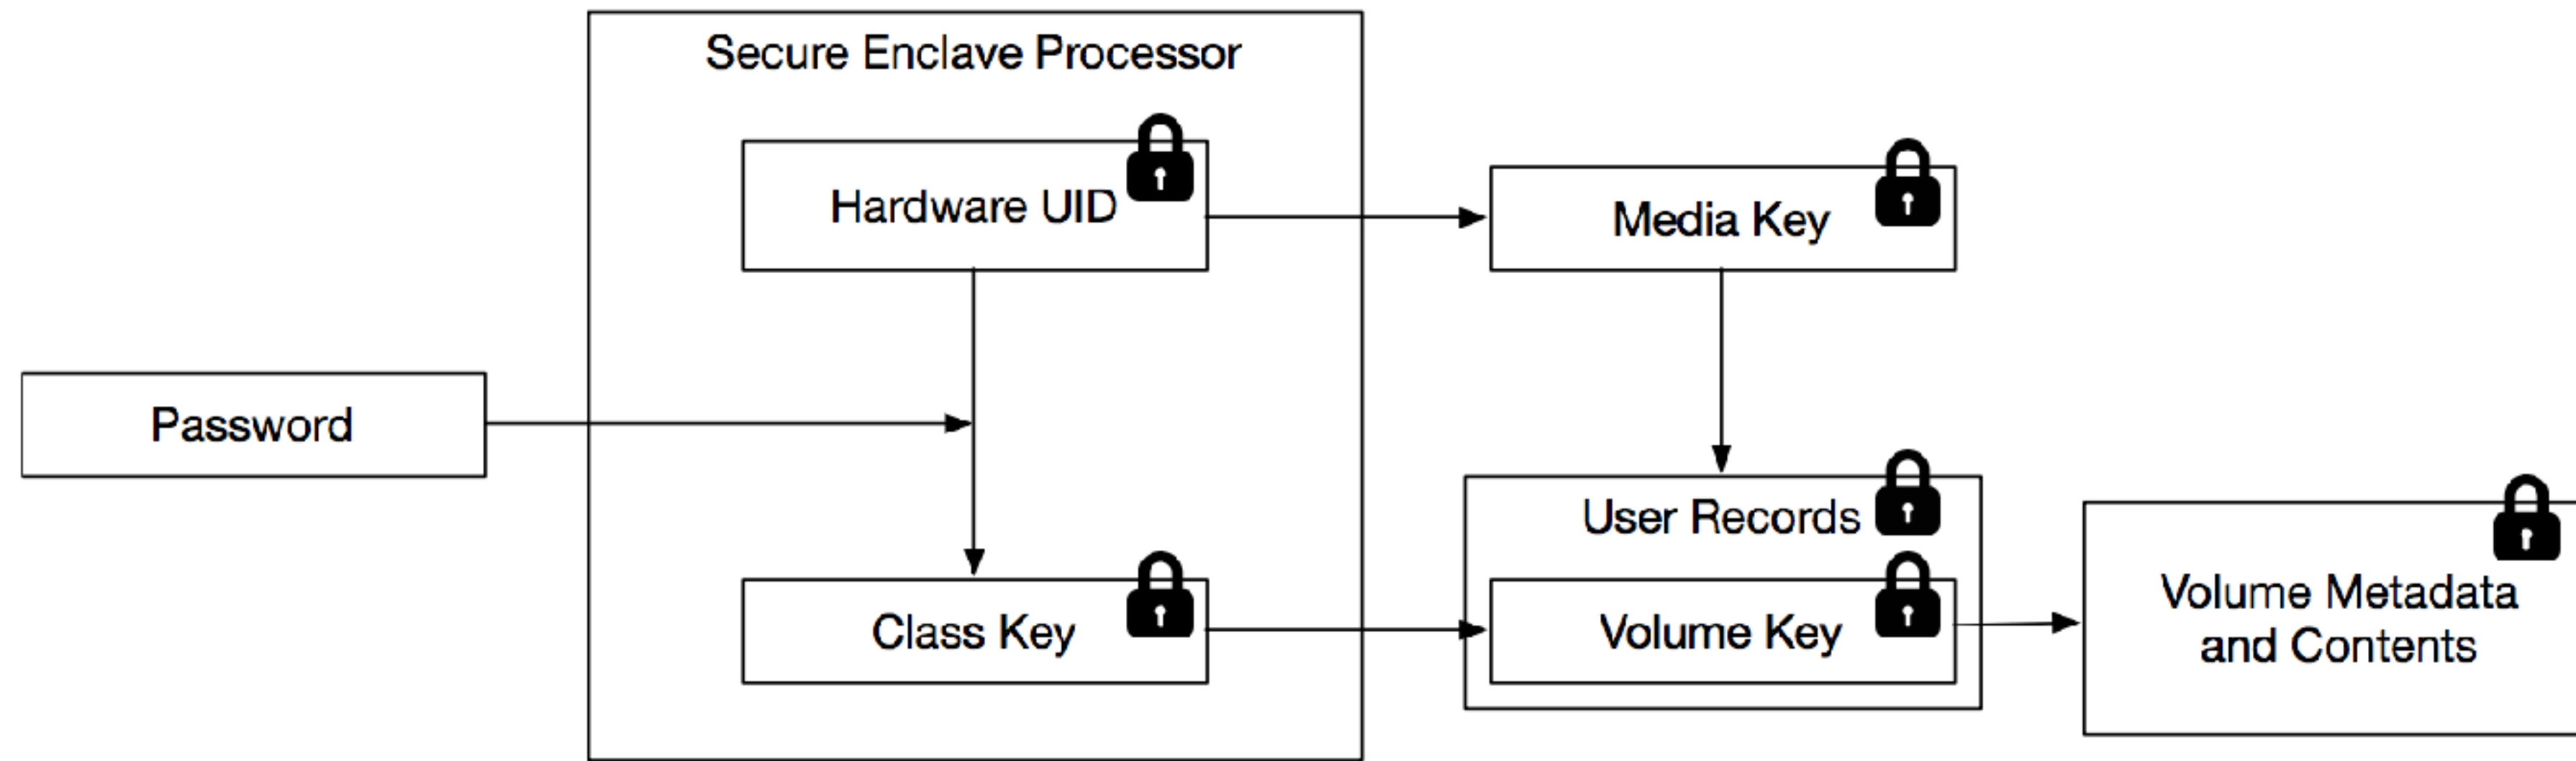 Secure Enclave Processor
Hardware UID
Media Key
Password
User Records
Class Key
Volume Key
Volume Metadata
and Contents